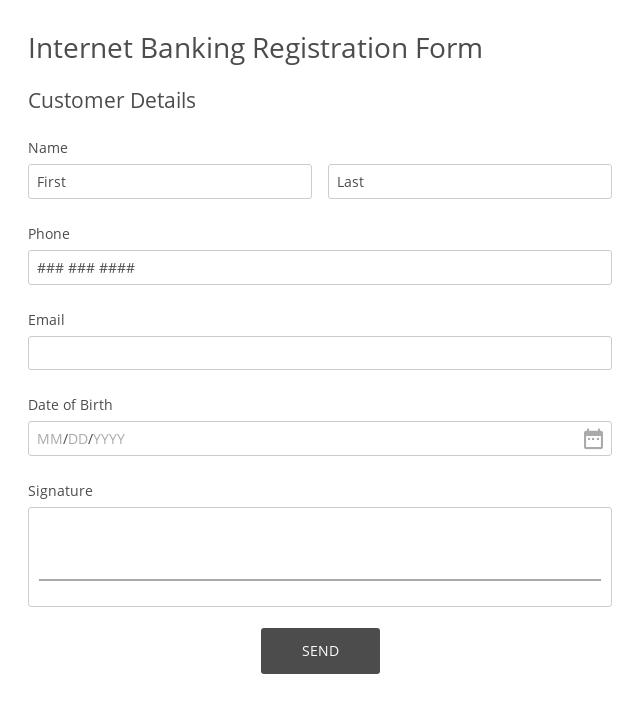 Internet Banking Registration Form
Customer Details
Name
First Last
Phone
### ### ####
Email
Date of Birth
MM/DD/YYYY
Signature
SEND